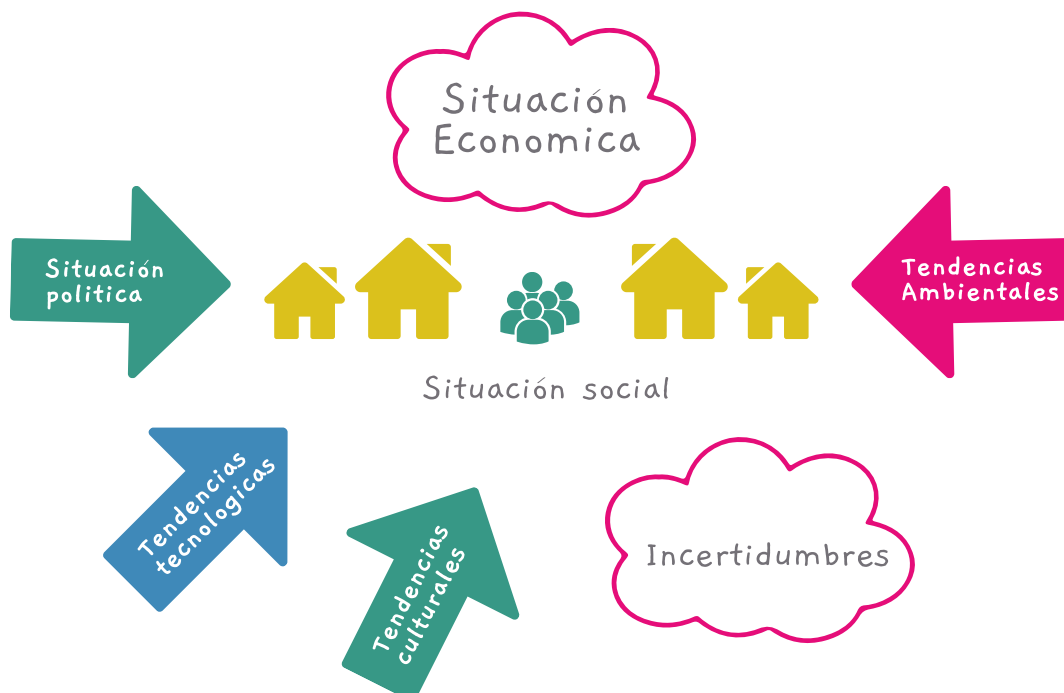 Situación
Economica
Situación
politica
Tendencias
Ambientales
Situación social
Tendencias
tecnologicas
Tendencias
culturales
Incertidumbres